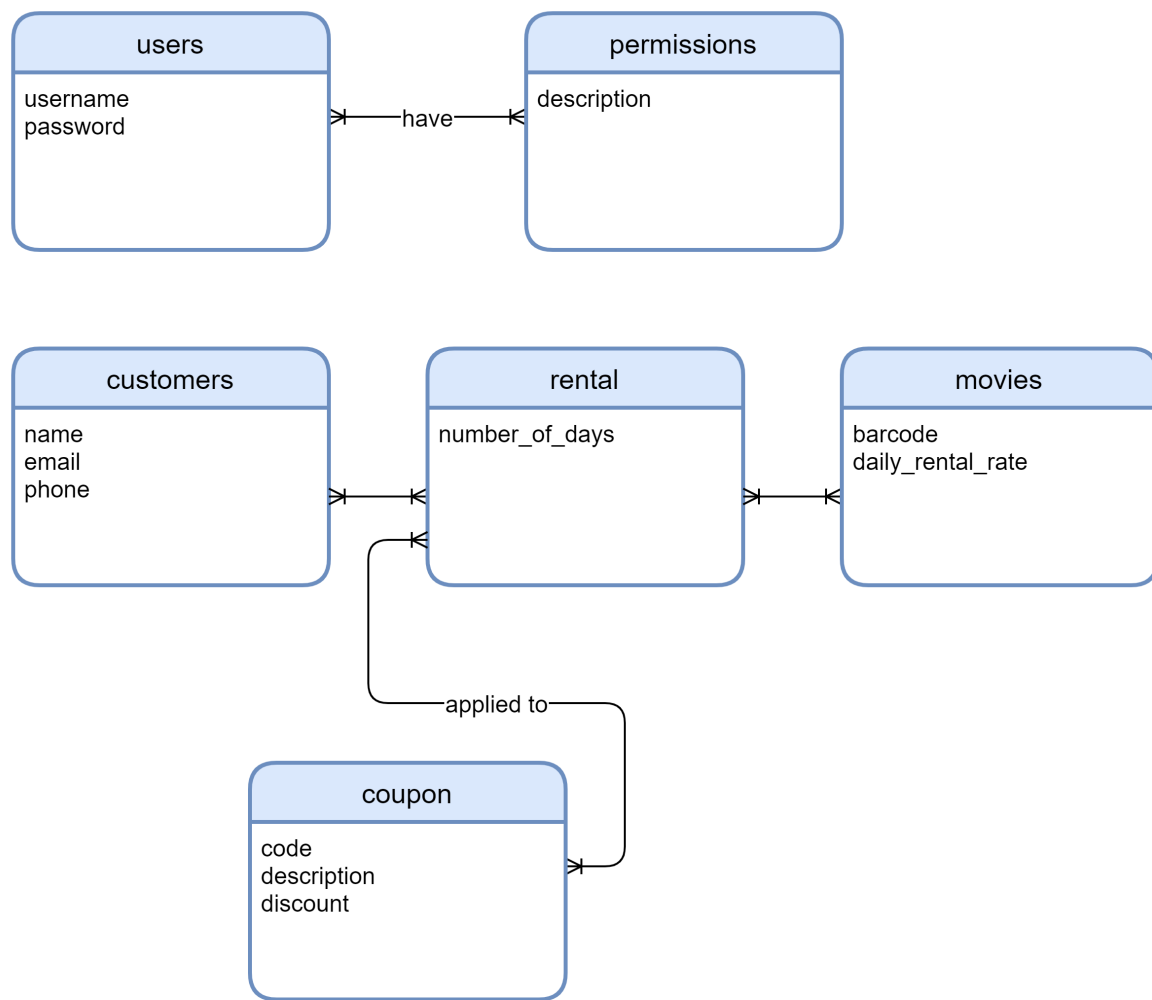 users
username
password
have
permissions
description
customers
name
email
phone
rental
number_of_days
movies
barcode
daily_rental_rate
applied to
coupon
code
description
discount